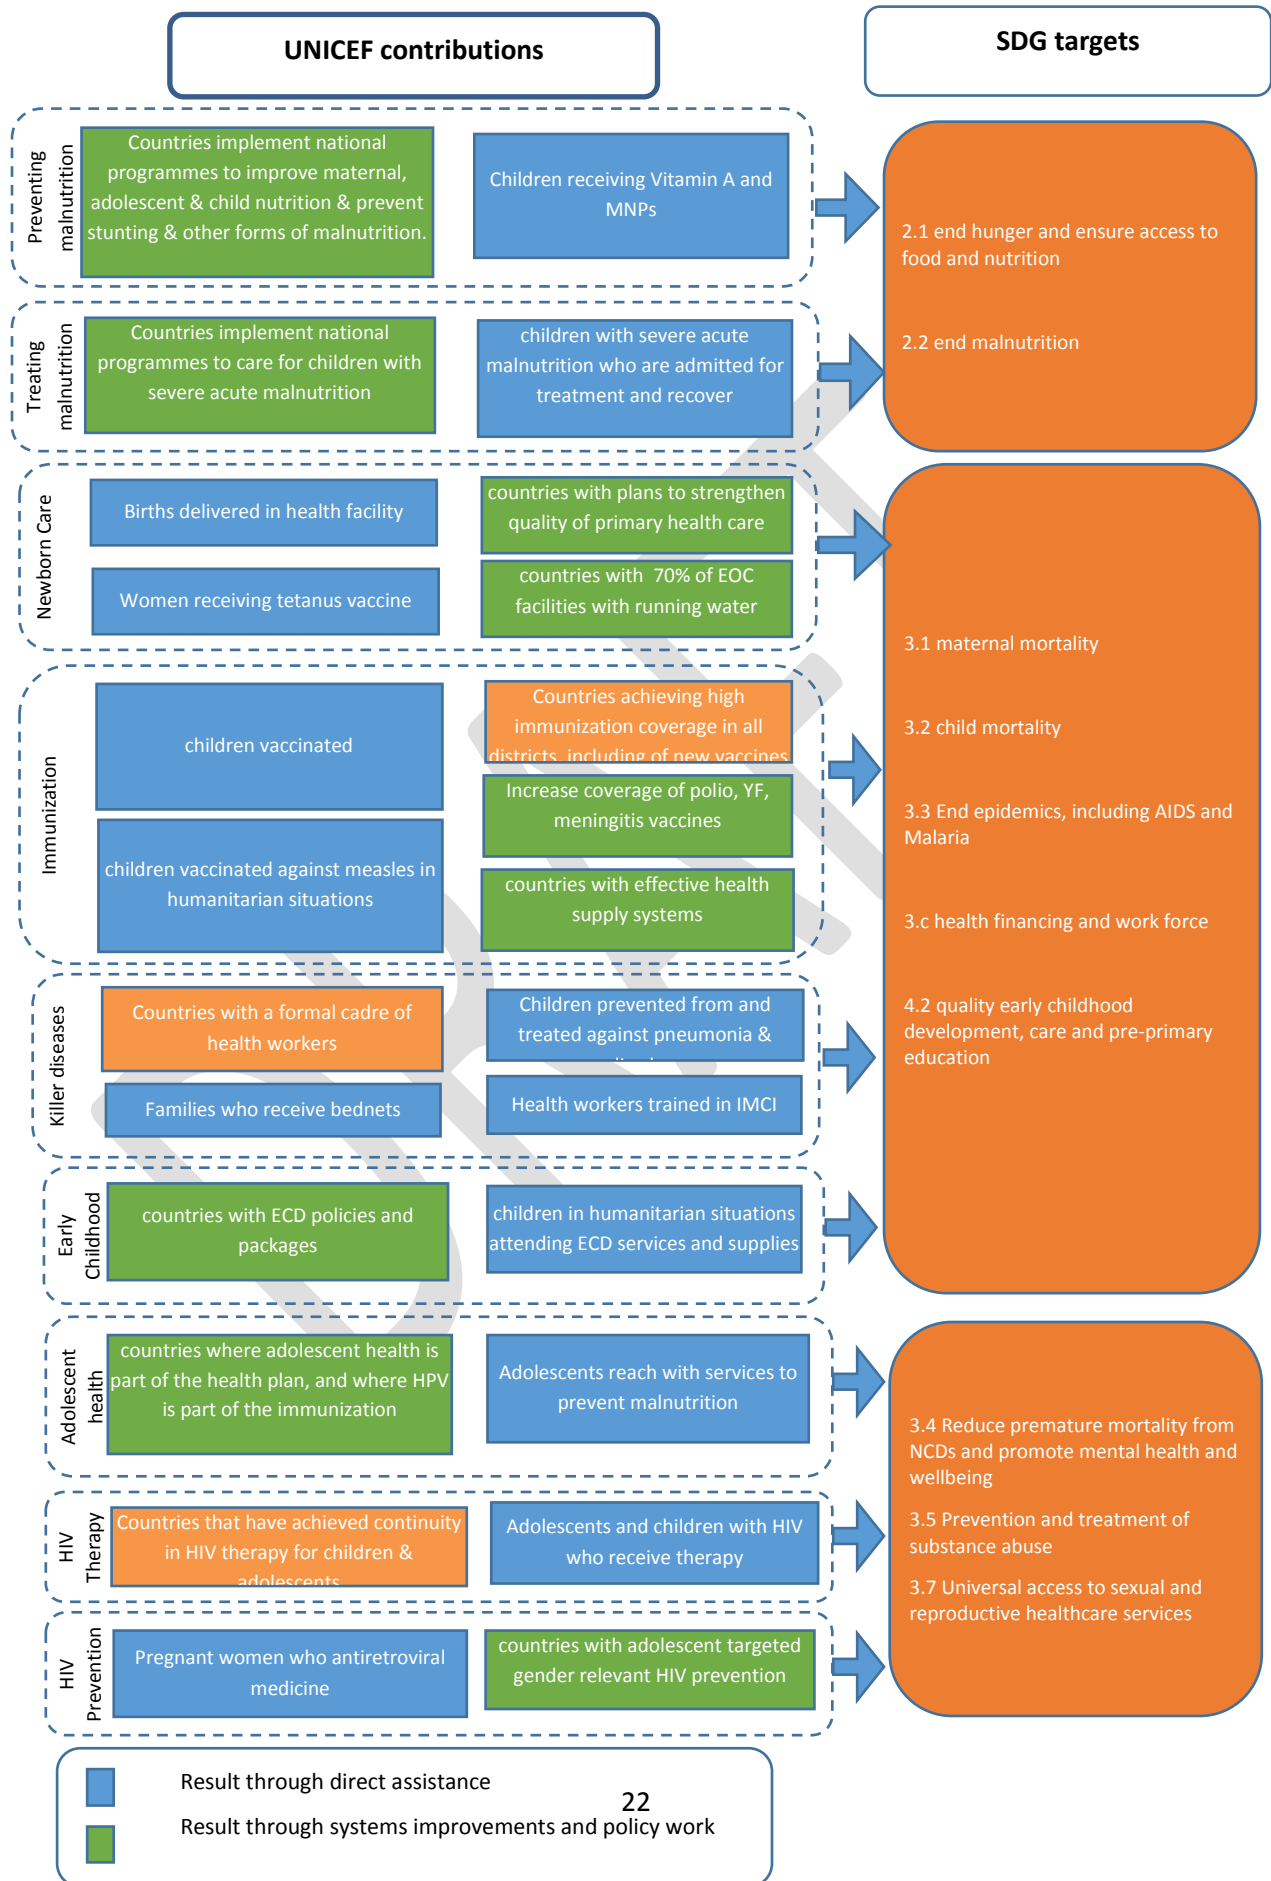 UNICEF contributions
SDG targets
Preventing
malnutrition
Countries implement national
programmes to improve maternal,
adolescent & child nutrition & prevent
stunting & other forms of malnutrition.
Children receiving Vitamin A and
MNPs
2.1 end hunger and ensure access to
food and nutrition
2.2 end malnutrition
Treating
malnutrition
Countries implement national
programmes to care for children with
severe acute malnutrition
children with severe acute
malnutrition who are admitted for
treatment and recover
Newborn Care
Births delivered in health facility
countries with plans to strengthen
quality of primary health care
Women receiving tetanus vaccine
countries with 70% of EOC
facilities with running water
3.1 maternal mortality
3.2 child mortality
3.3 End epidemics, including AIDS and
Malaria
3.c health financing and work force
4.2 quality early childhood
development, care and pre-primary
education
Immunization
children vaccinated
Countries achieving high
immunization coverage in all
districts, including of new vaccines
Increase coverage of polio, YF,
meningitis vaccines
children vaccinated against measles in
humanitarian situations
countries with effective health
supply systems
Killer diseases
Countries with a formal cadre of
health workers
Children prevented from and
treated against pneumonia &
Families who receive bednets
Health workers trained in IMCI
Early
Childhood
countries with ECD policies and
packages
children in humanitarian situations
attending ECD services and supplies
Adolescent
health
countries where adolescent health is
part of the health plan, and where HPV
is part of the immunization
Adolescents reach with services to
prevent malnutrition
3.4 Reduce premature mortality from
NCDs and promote mental health and
wellbeing
3.5 Prevention and treatment of
substance abuse
3.7 Universal access to sexual and
reproductive healthcare services
HIV
Therapy
Countries that have achieved continuity
in HIV therapy for children &
adolescents
Adolescents and children with HIV
who receive therapy
HIV
Prevention
Pregnant women who antiretroviral
medicine
countries with adolescent targeted
gender relevant HIV prevention
Result through direct assistance
22
Result through systems improvements and policy work
DRAFT